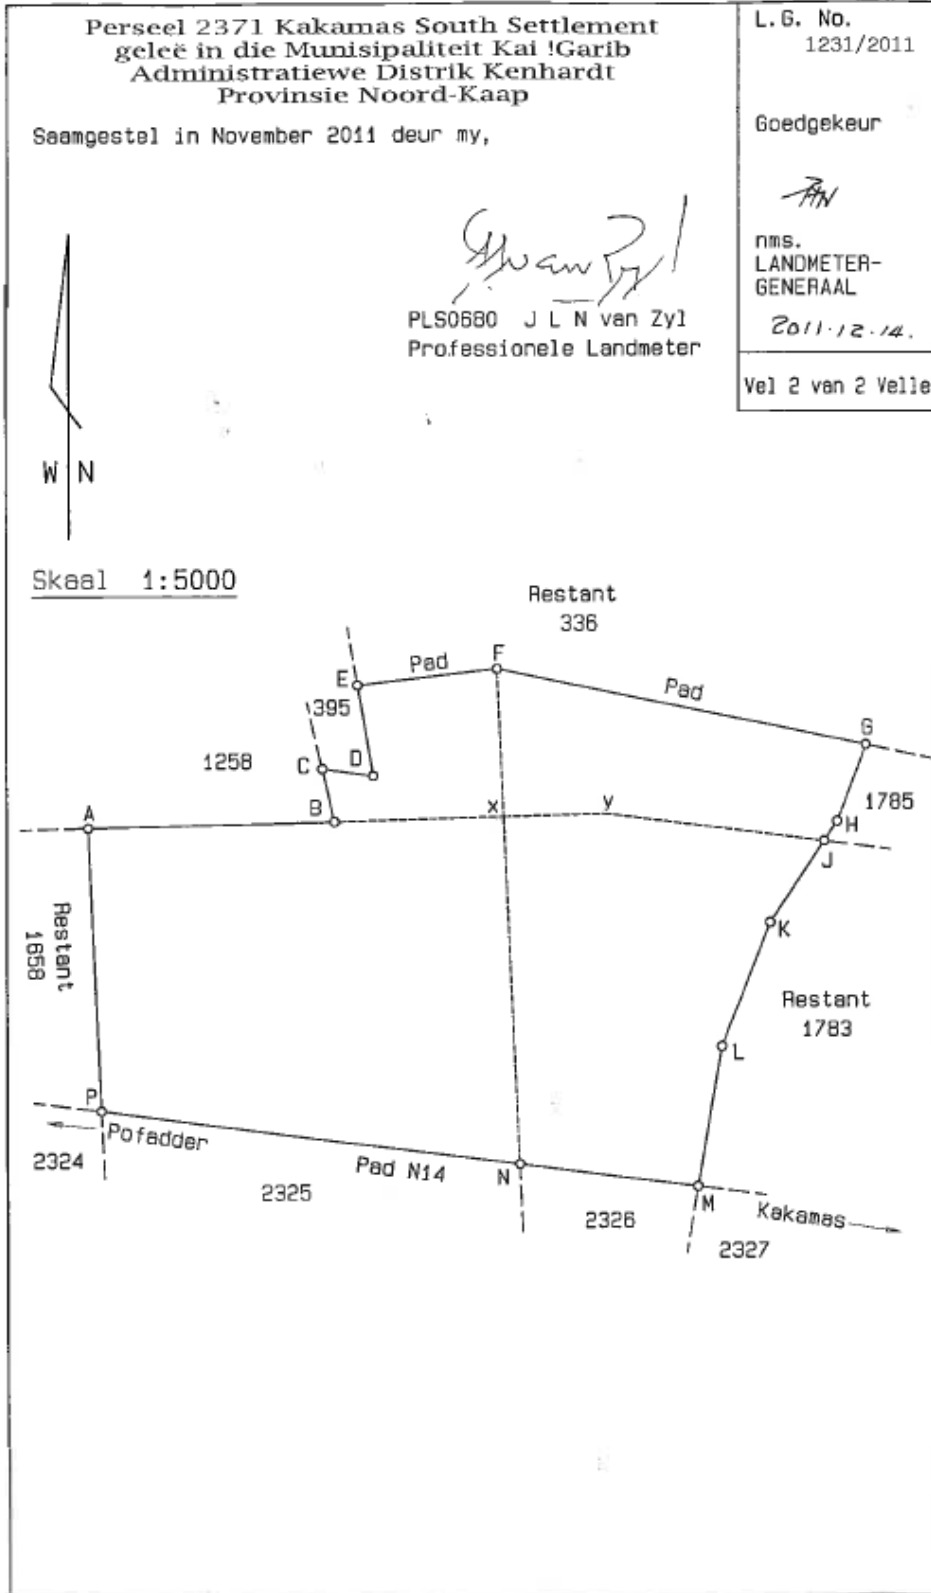 Perseel 2371 Kakamas South Settlement
geleë in die Munisipaliteit Kai !Garib
Administratiewe Distrik Kenhardt
Provinsie Noord-Kaap
Saamgestel in November 2011 deur my,
PLS0680 J L N van Zyl
Professionele Landmeter
L.G. No.
1231/2011
Goedgekeur
nms.
LANDMETER-
GENERAAL
2011.12.14.
Vel 2 van 2 Velle
W N
Skaal 1:5000
Restant
336
F
Pad
E
Pad
395
G
1258
C
D
1785
A
B
x
y
H
J
Restant
1658
K
Restant
1783
L
P
Pofadder
2324
Pad N14
N
2325
M
2326
Kakamas
2327